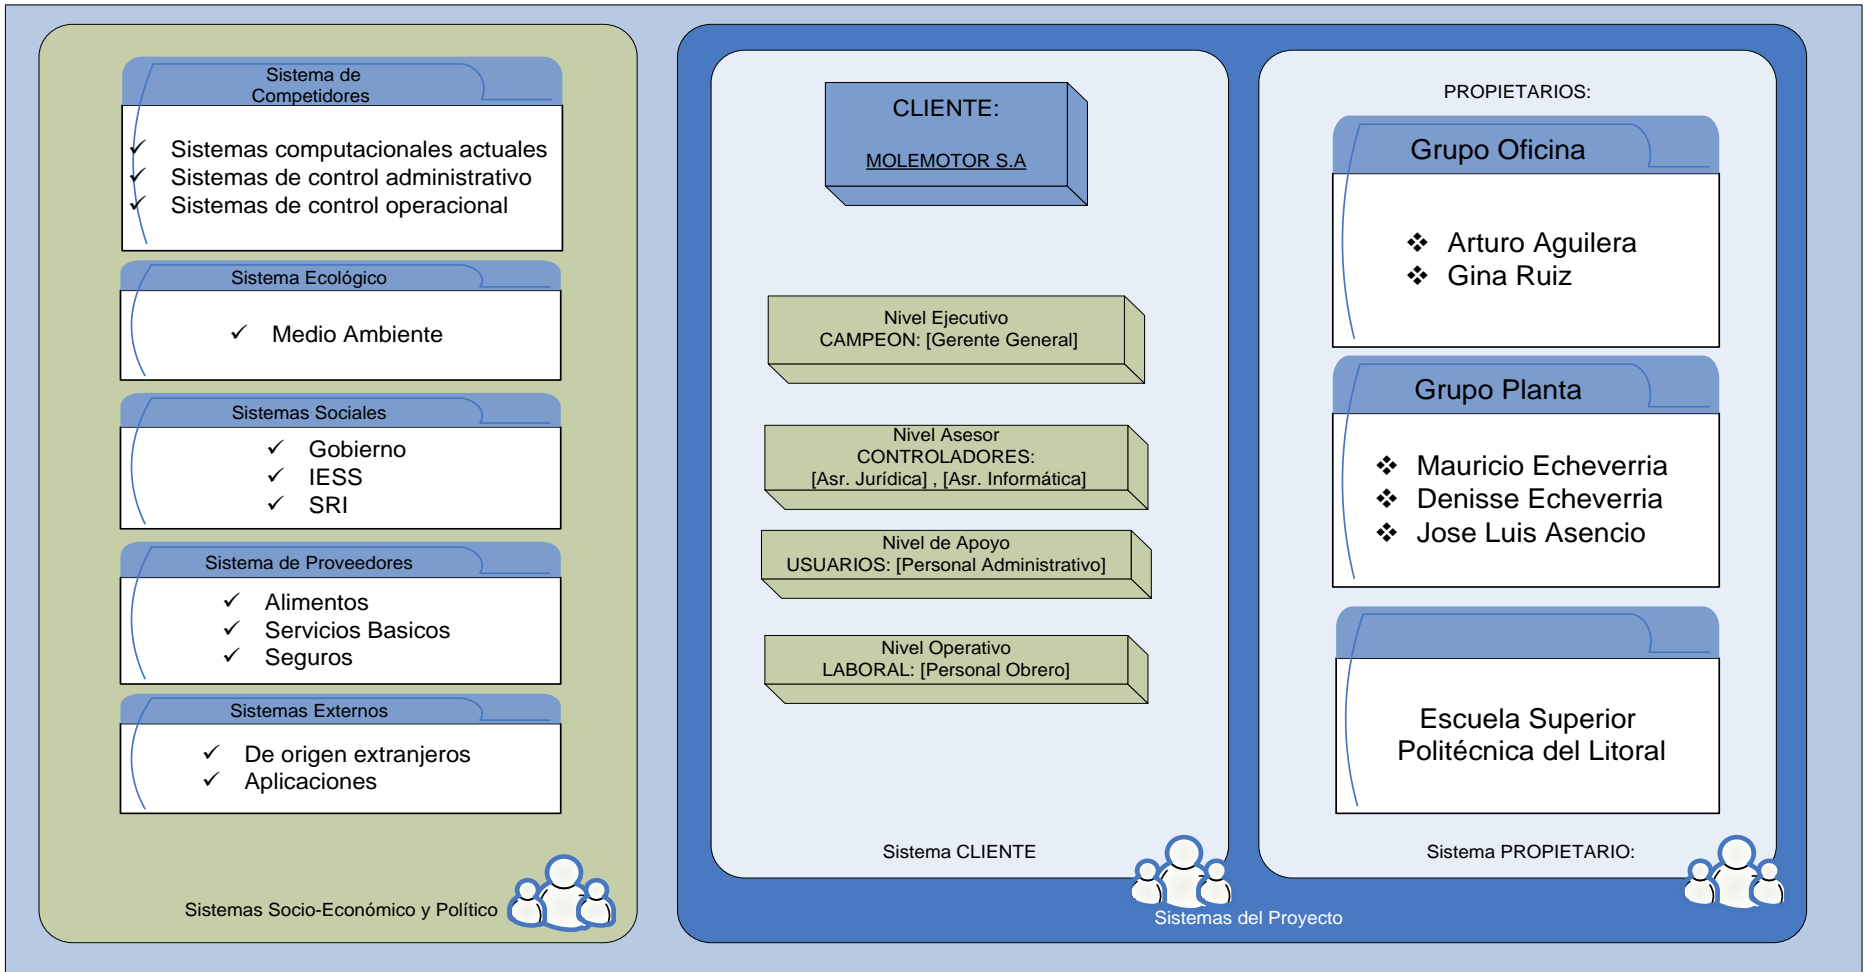 Sistema de
Competidores
✓ Sistemas computacionales actuales
✓ Sistemas de control administrativo
✓ Sistemas de control operacional
Sistema Ecológico
✓ Medio Ambiente
Sistemas Sociales
✓ Gobierno
✓ IESS
✓ SRI
Sistema de Proveedores
✓ Alimentos
✓ Servicios Basicos
✓ Seguros
Sistemas Externos
✓ De origen extranjeros
✓ Aplicaciones
Sistemas Socio-Económico y Político
CLIENTE:
MOLEMOTOR S.A
Nivel Ejecutivo
CAMPEON: [Gerente General]
Nivel Asesor
CONTROLADORES:
[Asr. Jurídica] , [Asr. Informática]
Nivel de Apoyo
USUARIOS: [Personal Administrativo]
Nivel Operativo
LABORAL: [Personal Obrero]
Sistema CLIENTE
PROPIETARIOS:
Grupo Oficina
❖ Arturo Aguilera
❖ Gina Ruiz
Grupo Planta
❖ Mauricio Echeverria
❖ Denisse Echeverria
❖ Jose Luis Asencio
Escuela Superior
Politécnica del Litoral
Sistema PROPIETARIO:
Sistemas del Proyecto